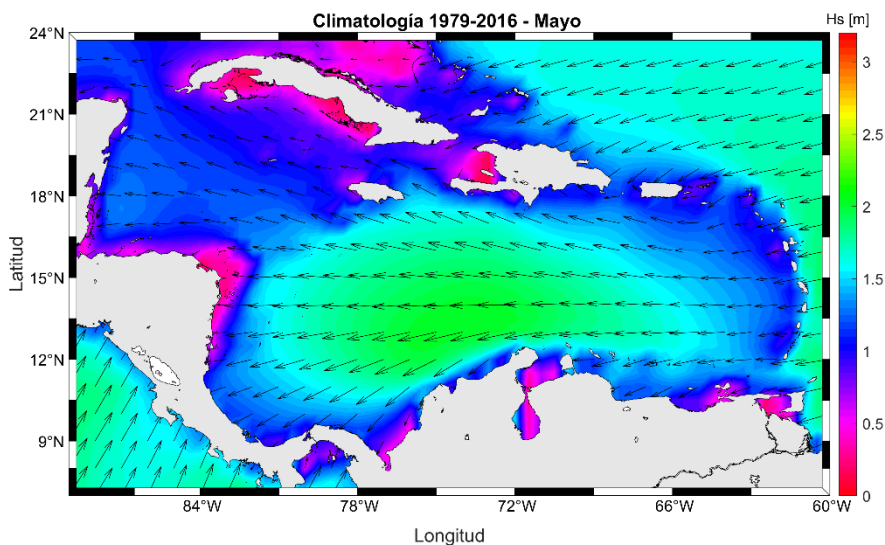 Climatología 1979-2016 - Mayo
Hs [m]
24°N
21°N
18°N
15°N
12°N
9°N
Latitud
84°W
78°W
72°W
66°W
60°W
Longitud
3
2.5
2
1.5
1
0.5
0